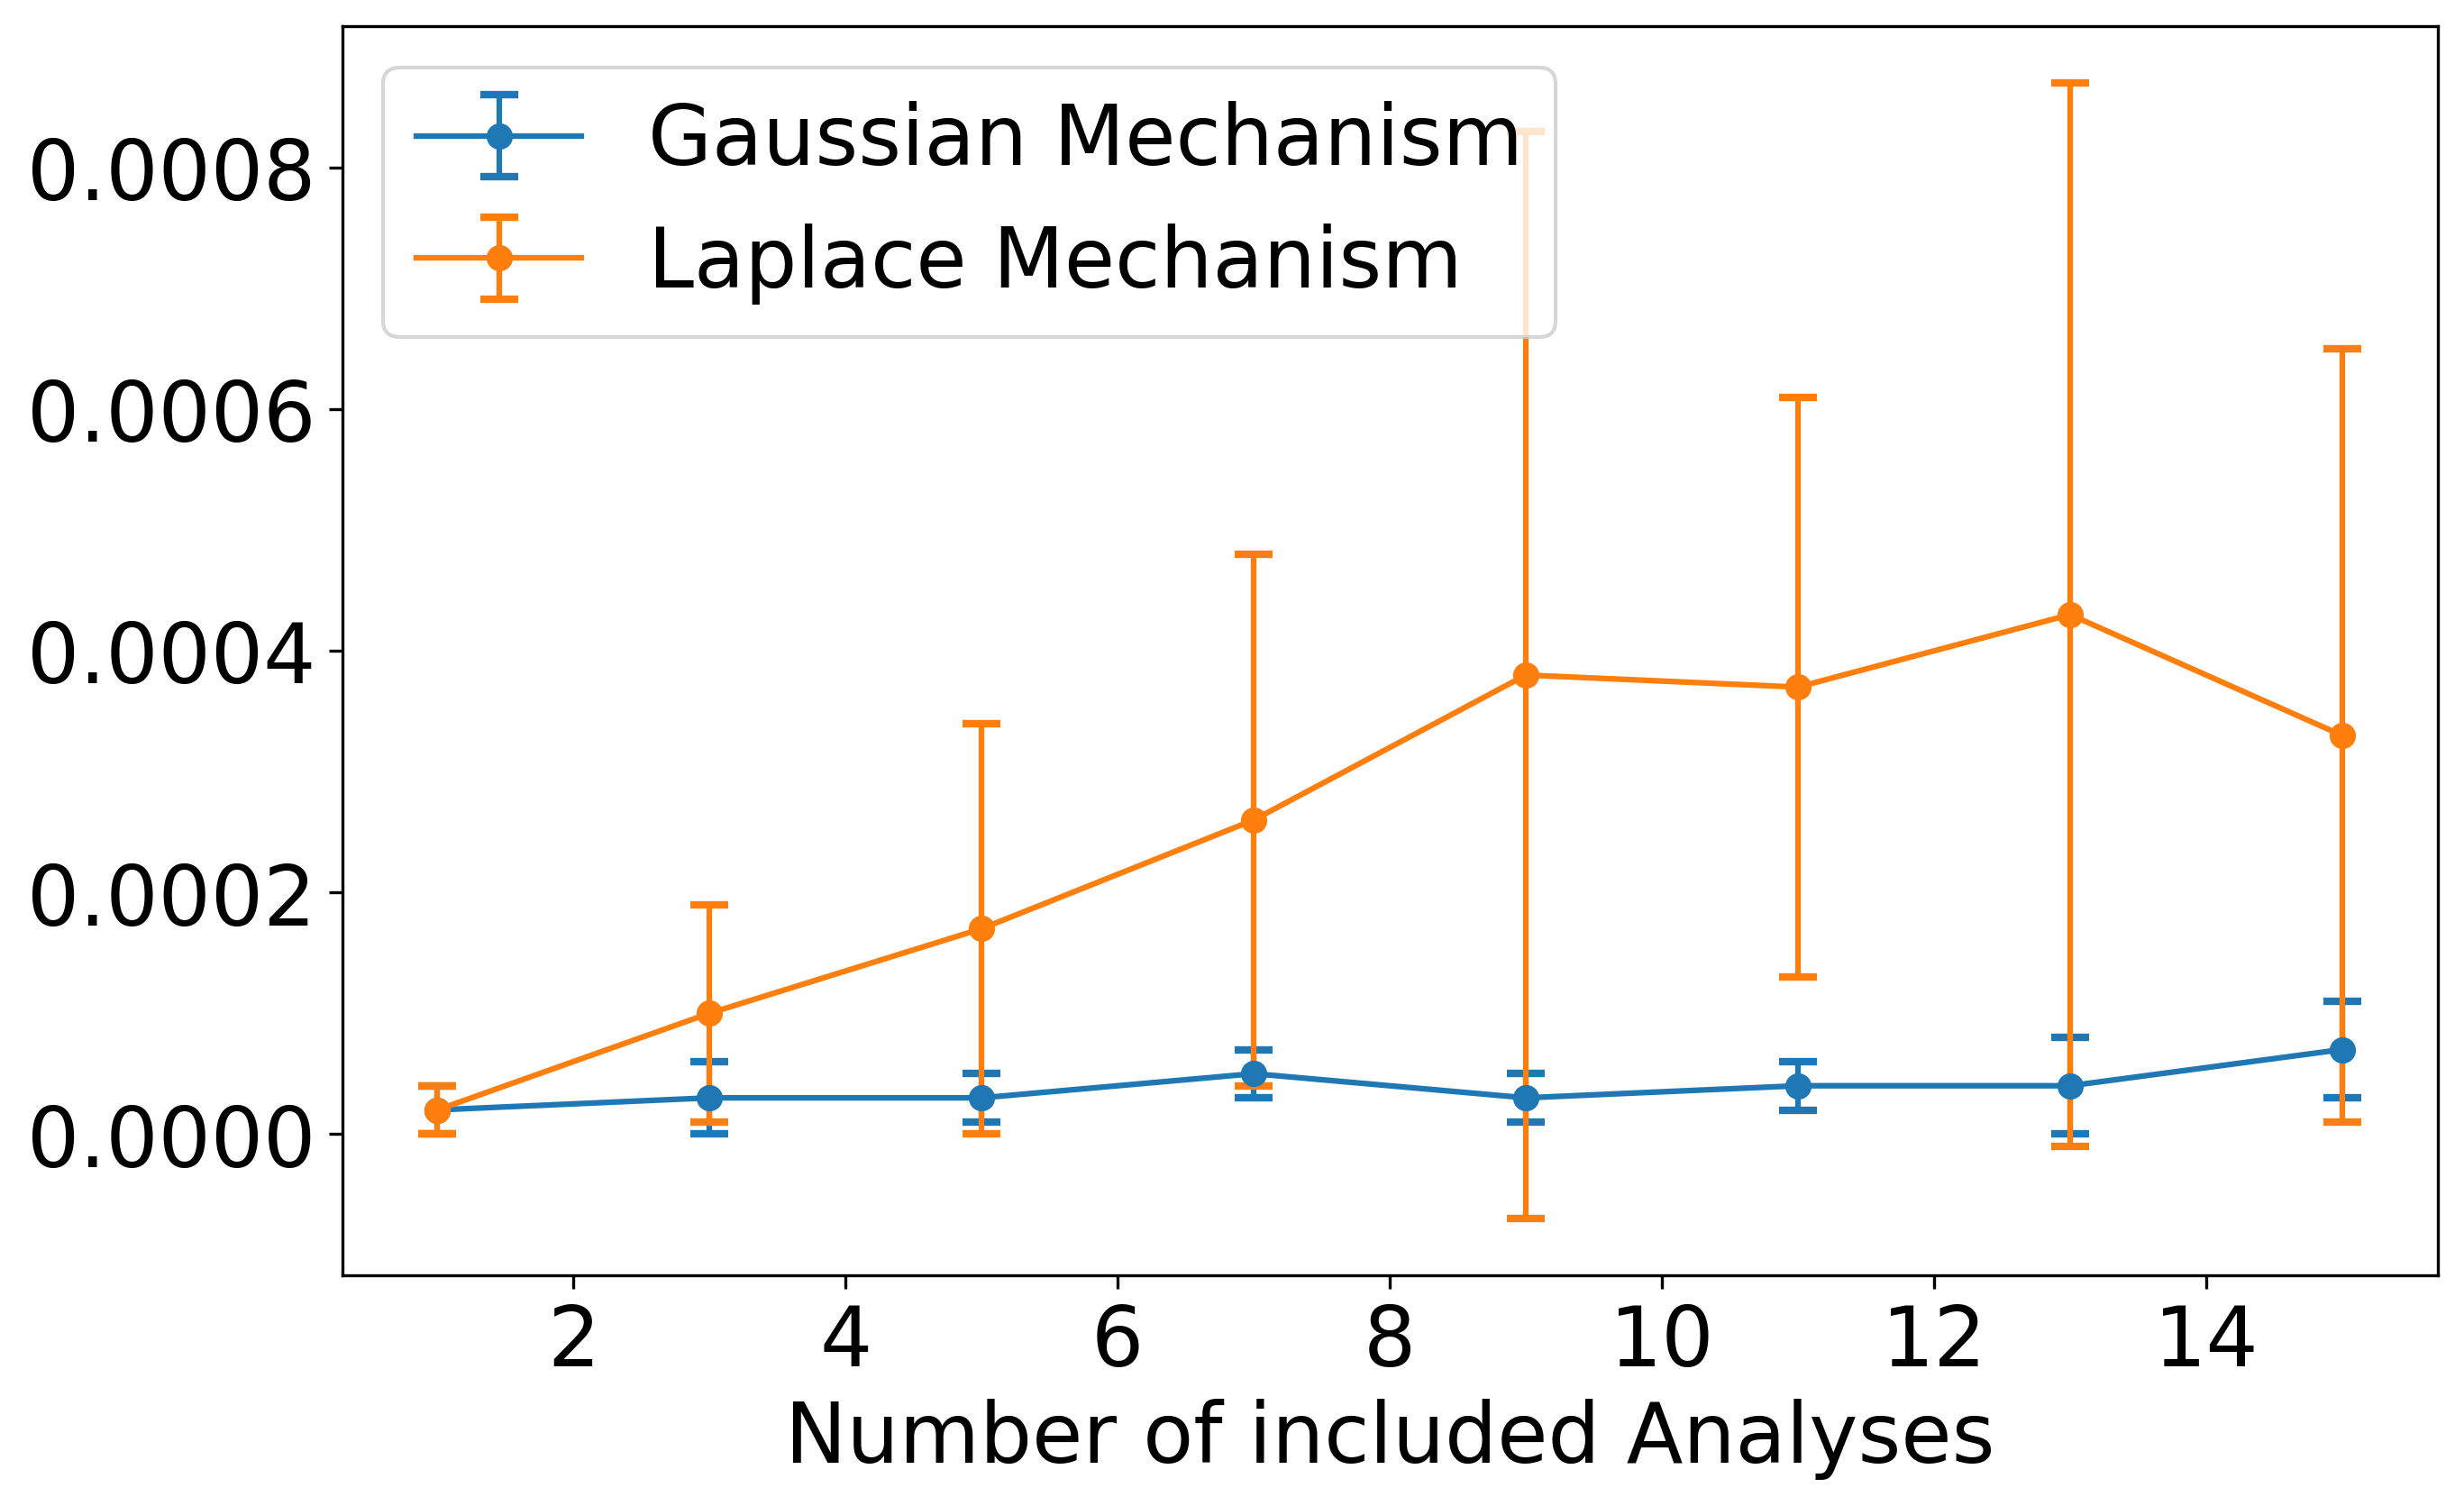 Gaussian Mechanism
Laplace Mechanism
0.0008
0.0006
0.0004
0.0002
0.0000
2 4 6 8 10 12 14
Number of included Analyses